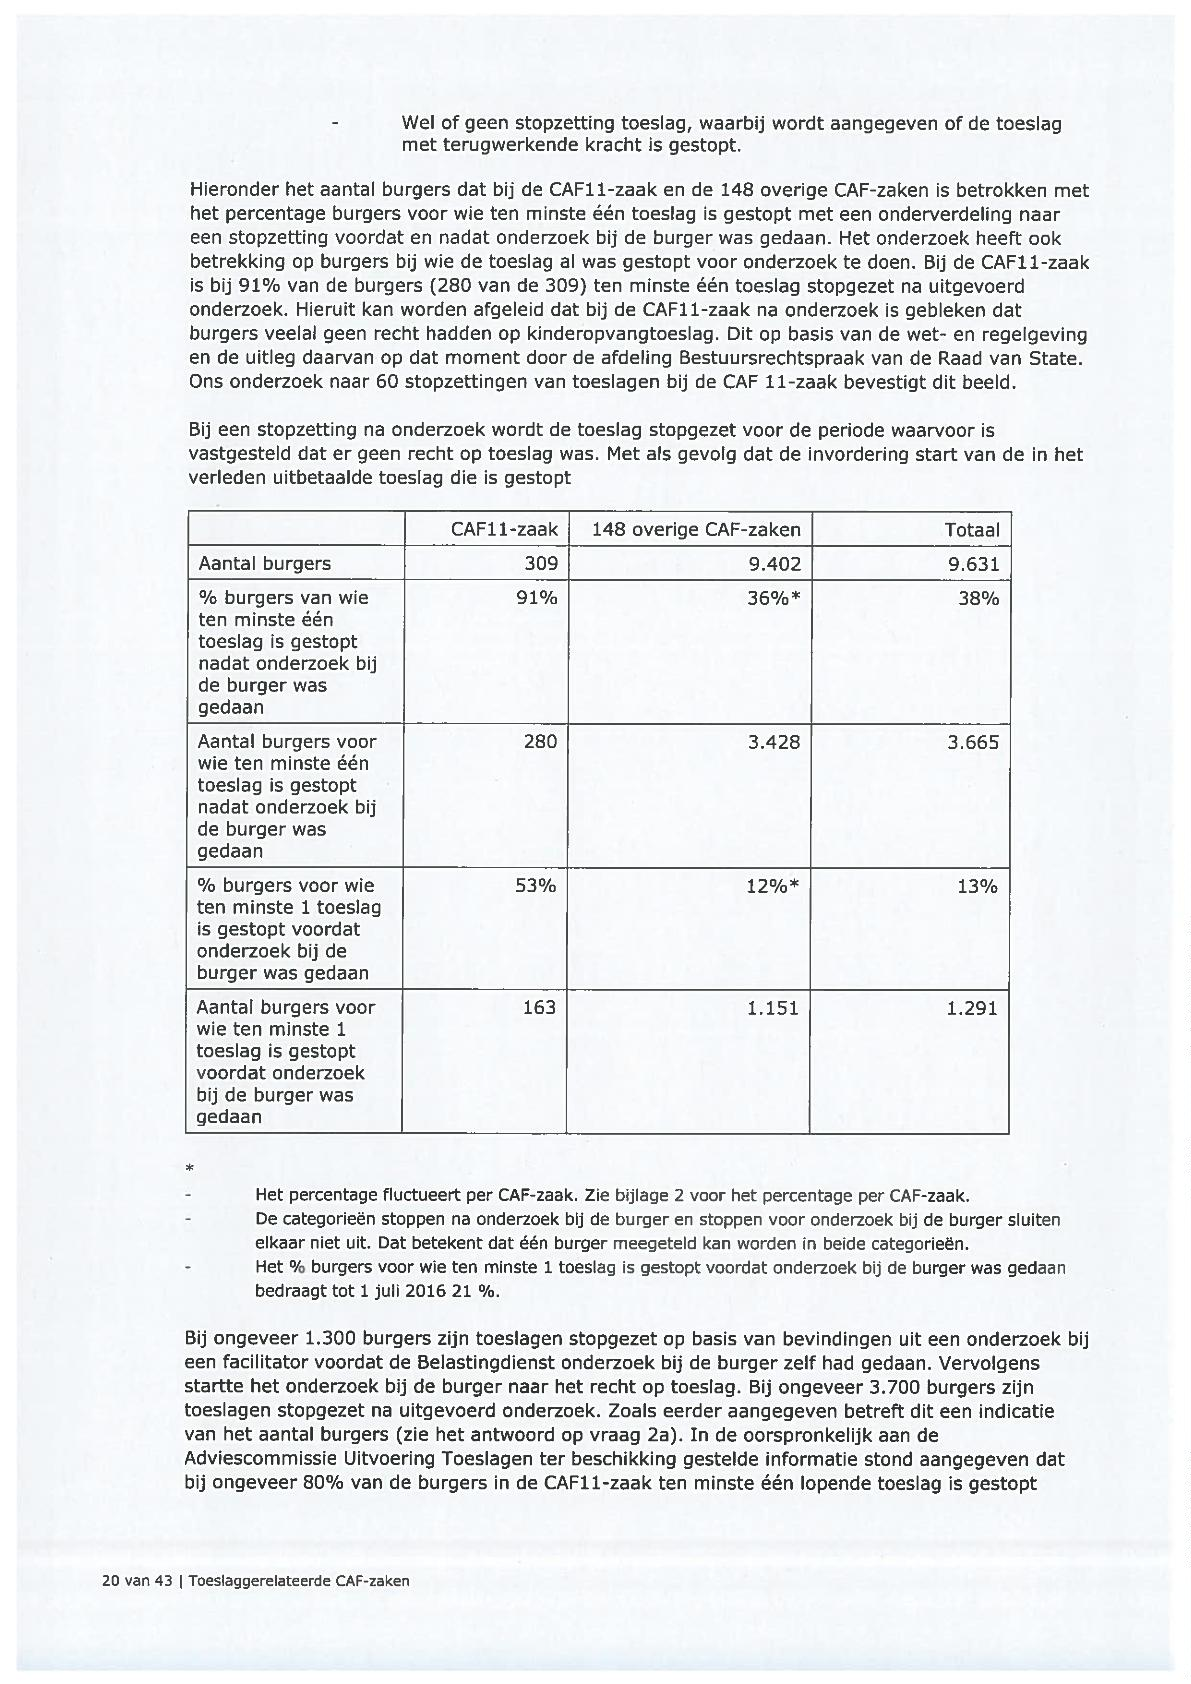 - Wel of geen stopzetting toeslag, waarbij wordt aangegeven of de toeslag
met terugwerkende kracht is gestopt.
Hieronder het aantal burgers dat bij de CAF11-zaak en de 148 overige CAF-zaken is betrokken met
het percentage burgers voor wie ten minste één toeslag is gestopt met een onderverdeling naar
een stopzetting voordat en nadat onderzoek bij de burger was gedaan. Het onderzoek heeft ook
betrekking op burgers bij wie de toeslag al was gestopt voor onderzoek te doen. Bij de CAF11-zaak
is bij 91% van de burgers (280 van de 309) ten minste één toeslag stopgezet na uitgevoerd
onderzoek. Hieruit kan worden afgeleid dat bij de CAF11-zaak na onderzoek is gebleken dat
burgers veelal geen recht hadden op kinderopvangtoeslag. Dit op basis van de wet- en regelgeving
en de uitleg daarvan op dat moment door de afdeling Bestuursrechtspraak van de Raad van State.
Ons onderzoek naar 60 stopzettingen van toeslagen bij de CAF 11-zaak bevestigt dit beeld.
Bij een stopzetting na onderzoek wordt de toeslag stopgezet voor de periode waarvoor is
vastgesteld dat er geen recht op toeslag was. Met als gevolg dat de invordering start van de in het
verleden uitbetaalde toeslag die is gestopt
CAF11-zaak 148 overige CAF-zaken Totaal
Aantal burgers 309 9.402 9.631
% burgers van wie 91% 36%* 38%
ten minste één
toeslag is gestopt
nadat onderzoek bij
de burger was
gedaan
Aantal burgers voor 280 3.428 3.665
wie ten minste één
toeslag is gestopt
nadat onderzoek bij
de burger was
gedaan
% burgers voor wie 53% 12%* 13%
ten minste 1 toeslag
is gestopt voordat
onderzoek bij de
burger was gedaan
Aantal burgers voor 163 1.151 1.291
wie ten minste 1
toeslag is gestopt
voordat onderzoek
bij de burger was
gedaan
*
- Het percentage fluctueert per CAF-zaak. Zie bijlage 2 voor het percentage per CAF-zaak.
- De categorieën stoppen na onderzoek bij de burger en stoppen voor onderzoek bij de burger sluiten
elkaar niet uit. Dat betekent dat één burger meegeteld kan worden in beide categorieën.
- Het % burgers voor wie ten minste 1 toeslag is gestopt voordat onderzoek bij de burger was gedaan
bedraagt tot 1 juli 2016 21 %.
Bij ongeveer 1.300 burgers zijn toeslagen stopgezet op basis van bevindingen uit een onderzoek bij
een facilitator voordat de Belastingdienst onderzoek bij de burger zelf had gedaan. Vervolgens
startte het onderzoek bij de burger naar het recht op toeslag. Bij ongeveer 3.700 burgers zijn
toeslagen stopgezet na uitgevoerd onderzoek. Zoals eerder aangegeven betreft dit een indicatie
van het aantal burgers (zie het antwoord op vraag 2a). In de oorspronkelijk aan de
Adviescommissie Uitvoering Toeslagen ter beschikking gestelde informatie stond aangegeven dat
bij ongeveer 80% van de burgers in de CAF11-zaak ten minste één lopende toeslag is gestopt
20 van 43 | Toeslaggerelateerde CAF-zaken